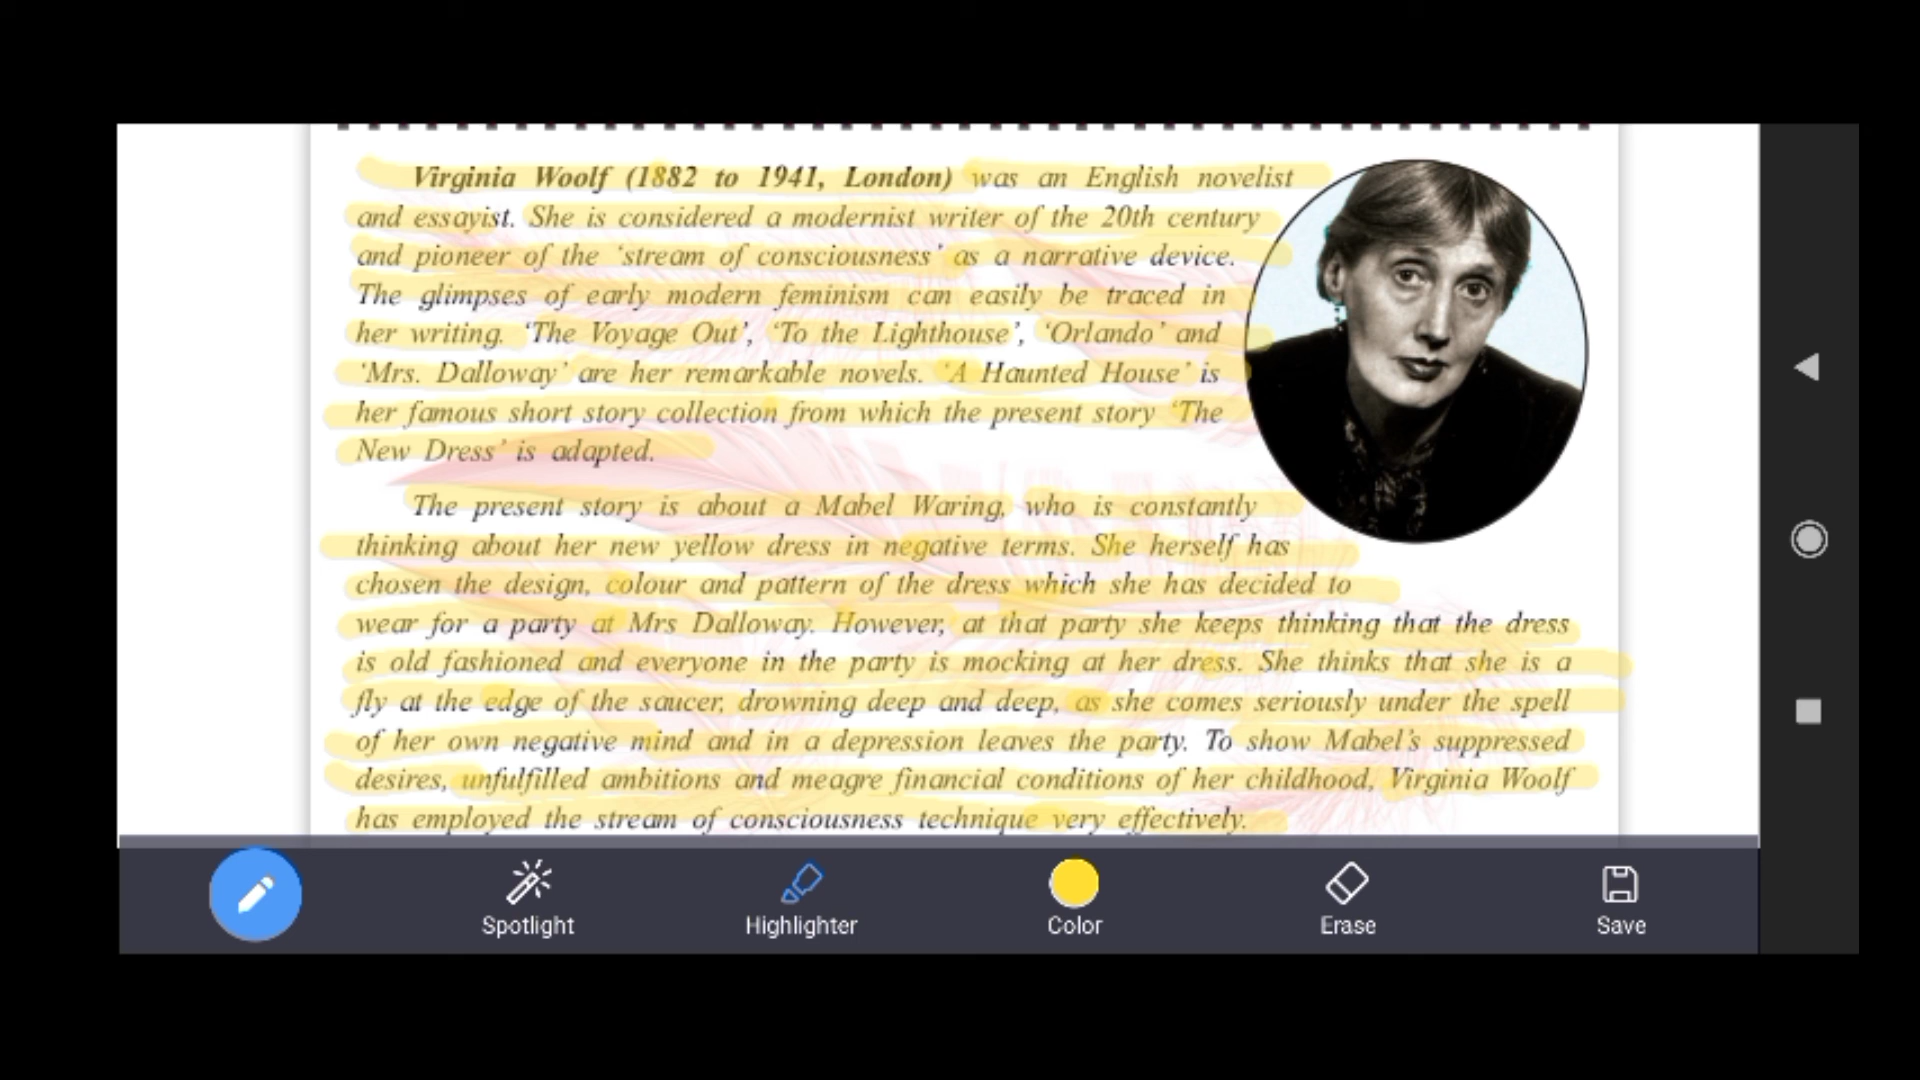 Virginia Woolf (1882 to 1941, London) was an English novelist
and essayist. She is considered a modernist writer of the 20th century
and pioneer of the ‘stream of consciousness’ as a narrative device.
The glimpses of early modern feminism can easily be traced in
her writing. ‘The Voyage Out’, ‘To the Lighthouse’, ‘Orlando’ and
‘Mrs. Dalloway’ are her remarkable novels. ‘A Haunted House’ is
her famous short story collection from which the present story ‘The
New Dress’ is adapted.
The present story is about a Mabel Waring, who is constantly
thinking about her new yellow dress in negative terms. She herself has
chosen the design, colour and pattern of the dress which she has decided to
wear for a party at Mrs Dalloway. However, at that party she keeps thinking that the dress
is old fashioned and everyone in the party is mocking at her dress. She thinks that she is a
fly at the edge of the saucer, drowning deep and deep, as she comes seriously under the spell
of her own negative mind and in a depression leaves the party. To show Mabel’s suppressed
desires, unfulfilled ambitions and meagre financial conditions of her childhood, Virginia Woolf
has employed the stream of consciousness technique very effectively.
Spotlight Highlighter Color Erase Save